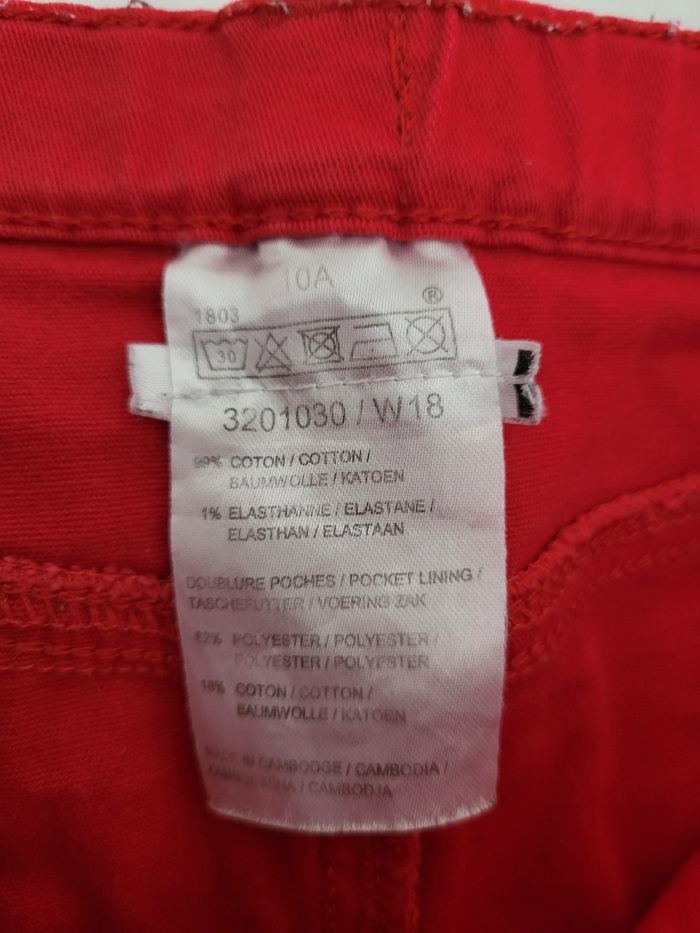 10A
1803
®
30
3201030 / W18
99% COTON / COTTON /
BAUMWOLLE / KATOEN
1% ELASTHANNE / ELASTANE /
ELASTHAN / ELASTAAN
DOUBLURE POCHES / POCKET LINING /
TASCHEFUTTER / VOERING ZAK
82% POLYESTER / POLYESTER /
POLYESTER / POLYESTER
18% COTON / COTTON /
BAUMWOLLE / KATOEN
MADE IN CAMBODGE / CAMBODIA /
/ CAMBODJA